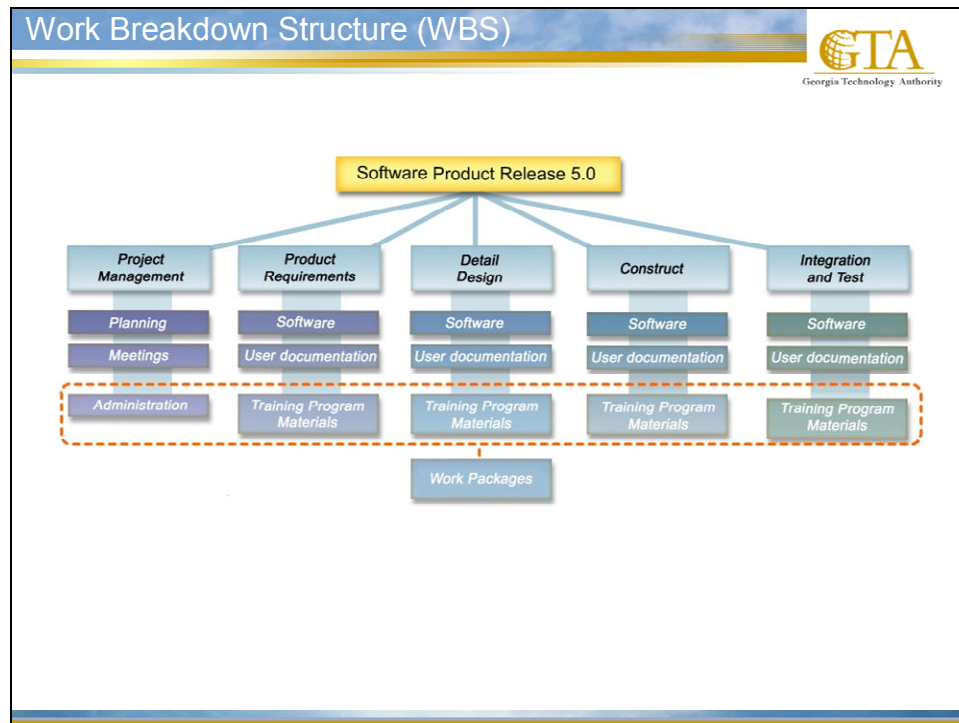 Work Breakdown Structure (WBS)
GTA
Georgia Technology Authority
Software Product Release 5.0
Project
Management
Product
Requirements
Detail
Design
Construct
Integration
and Test
Planning
Software
Software
Software
Software
Meetings
User documentation
User documentation
User documentation
User documentation
Administration
Training Program
Materials
Training Program
Materials
Training Program
Materials
Training Program
Materials
Work Packages